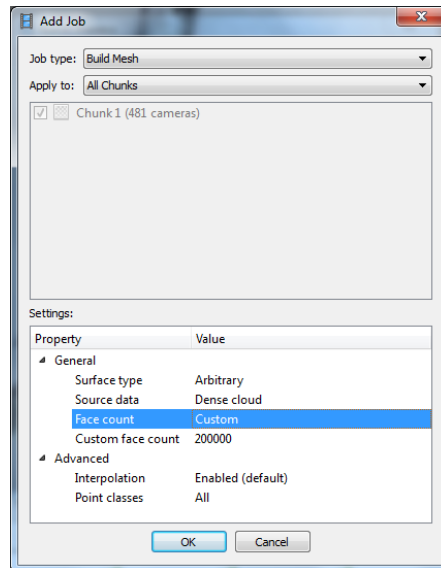 Add Job
Job type: Build Mesh
Apply to: All Chunks
Chunk 1 (481 cameras)
Settings:
Property Value
General
Surface type Arbitrary
Source data Dense cloud
Face count Custom
Custom face count 200000
Advanced
Interpolation Enabled (default)
Point classes All
OK Cancel